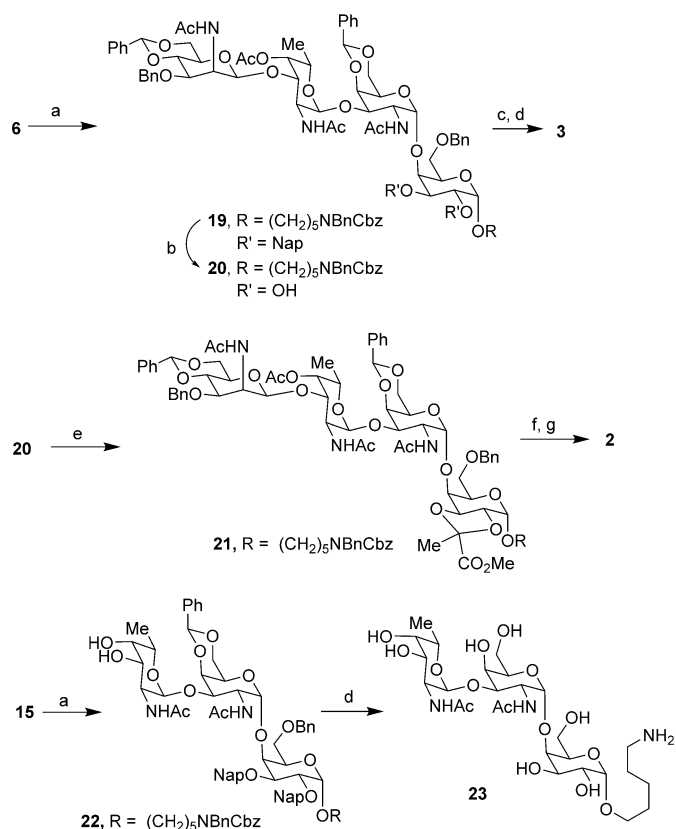 AcHN
Ph
O
O
O
BnO
O
AcO
Me
O
O
NHAc
Ph
O
O
O
O
AcHN
O
OBn
O
R'O
R'O
OR
6
a
c, d
3
19, R = (CH2)5NBnCbz
R' = Nap
b
20, R = (CH2)5NBnCbz
R' = OH
AcHN
Ph
O
O
O
BnO
O
AcO
Me
O
O
NHAc
Ph
O
O
O
O
AcHN
O
OBn
O
O
O
OR
Me
CO2Me
20
e
f, g
2
21, R = (CH2)5NBnCbz
Ph
Me
HO
HO
O
O
NHAc
O
O
O
AcHN
O
OBn
O
NapO
NapO
OR
15
a
d
22, R = (CH2)5NBnCbz
Me
HO
HO
O
O
NHAc
OH
HO
O
AcHN
O
OH
O
HO
OH
O
NH2
23